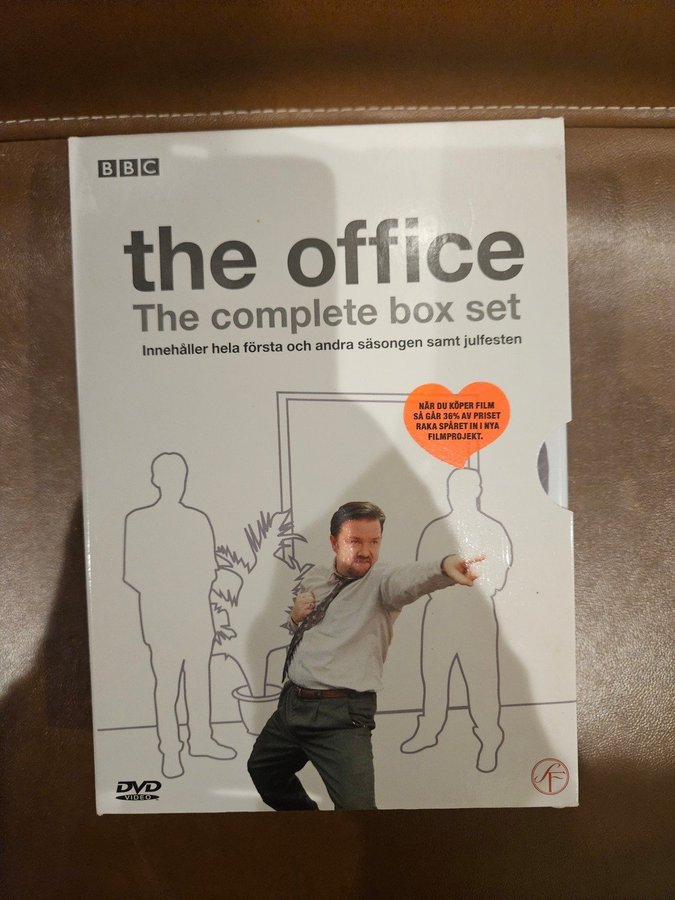 BBC
the office
The complete box set
Innehåller hela första och andra säsongen samt julfesten
NÄR DU KÖPER FILM
SÅ GÅR 36% AV PRISET
RAKA SPÅRET IN I NYA
FILMPROJEKT.
DVD
VIDEO
SF